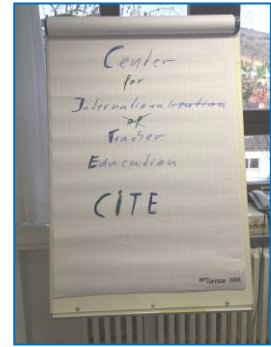 Center
for
Internationalization
of
Teacher
Education
CITE